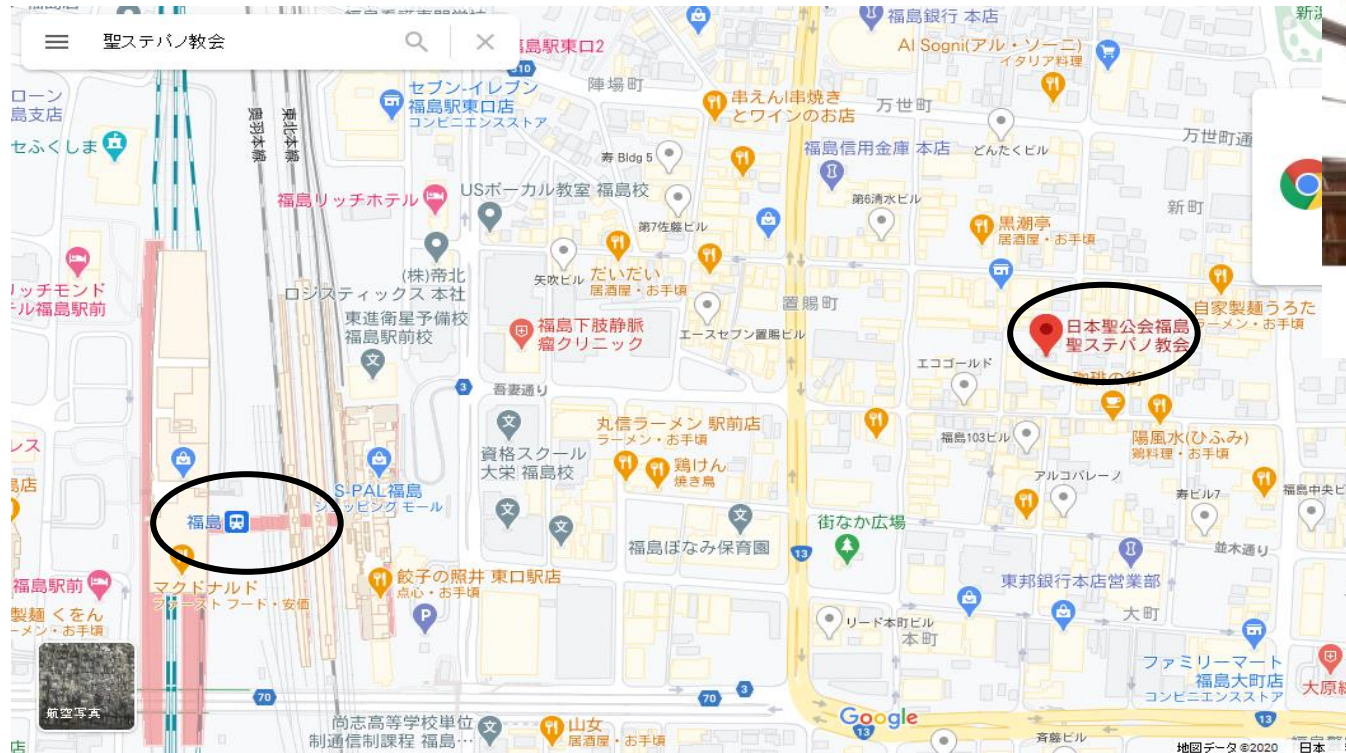 聖ステパノ教会
福島駅東口2
310
福島銀行 本店
Al Sogni(アル・ソーニ)
イタリア料理
ローン
島支店
セブン-イレブン
福島駅東口店
コンビニエンスストア
陣場町
串えん|串焼き
とワインのお店
万世町
万世町通
奥羽本線
東北本線
セふくしま
寿 Bldg 5
福島信用金庫 本店
どんたくビル
福島リッチホテル
USボーカル教室 福島校
第7佐藤ビル
第6清水ビル
新町
黒潮亭
居酒屋・お手頃
(株)帝北
ロジスティックス 本社
矢吹ビル
だいだい
居酒屋・お手頃
リッチモンド
ル福島駅前
東進衛星予備校
福島駅前校
福島下肢静脈
瘤クリニック
エースセブン置賜ビル
置賜町
日本聖公会福島
聖ステパノ教会
自家製麺うろた
ラーメン・お手頃
エコゴールド
珈琲の街
3
吾妻通り
丸信ラーメン 駅前店
ラーメン・お手頃
資格スクール
大栄 福島校
鶏けん
焼き鳥
福島103ビル
陽風水(ひふみ)
鶏料理・お手頃
レス
店
S-PAL福島
ショッピング モール
アルコバレーノ
寿ビル7
福島中央ビ
福島
街なか広場
福島ほなみ保育園
13
並木通り
マクドナルド
ファースト フード・安価
餃子の照井 東口駅店
点心・お手頃
P
東邦銀行本店営業部
大町
福島駅前
製麺 くをん
ーメン・お手頃
リード本町ビル
本町
ファミリーマート
福島大町店
コンビニエンスストア
大原綜
航空写真
70
70
3
尚志高等学校単位
制通信制課程 福島…
山女
居酒屋・お手頃
Google
13
13
斉藤ビル
地図データ ©2020
日本